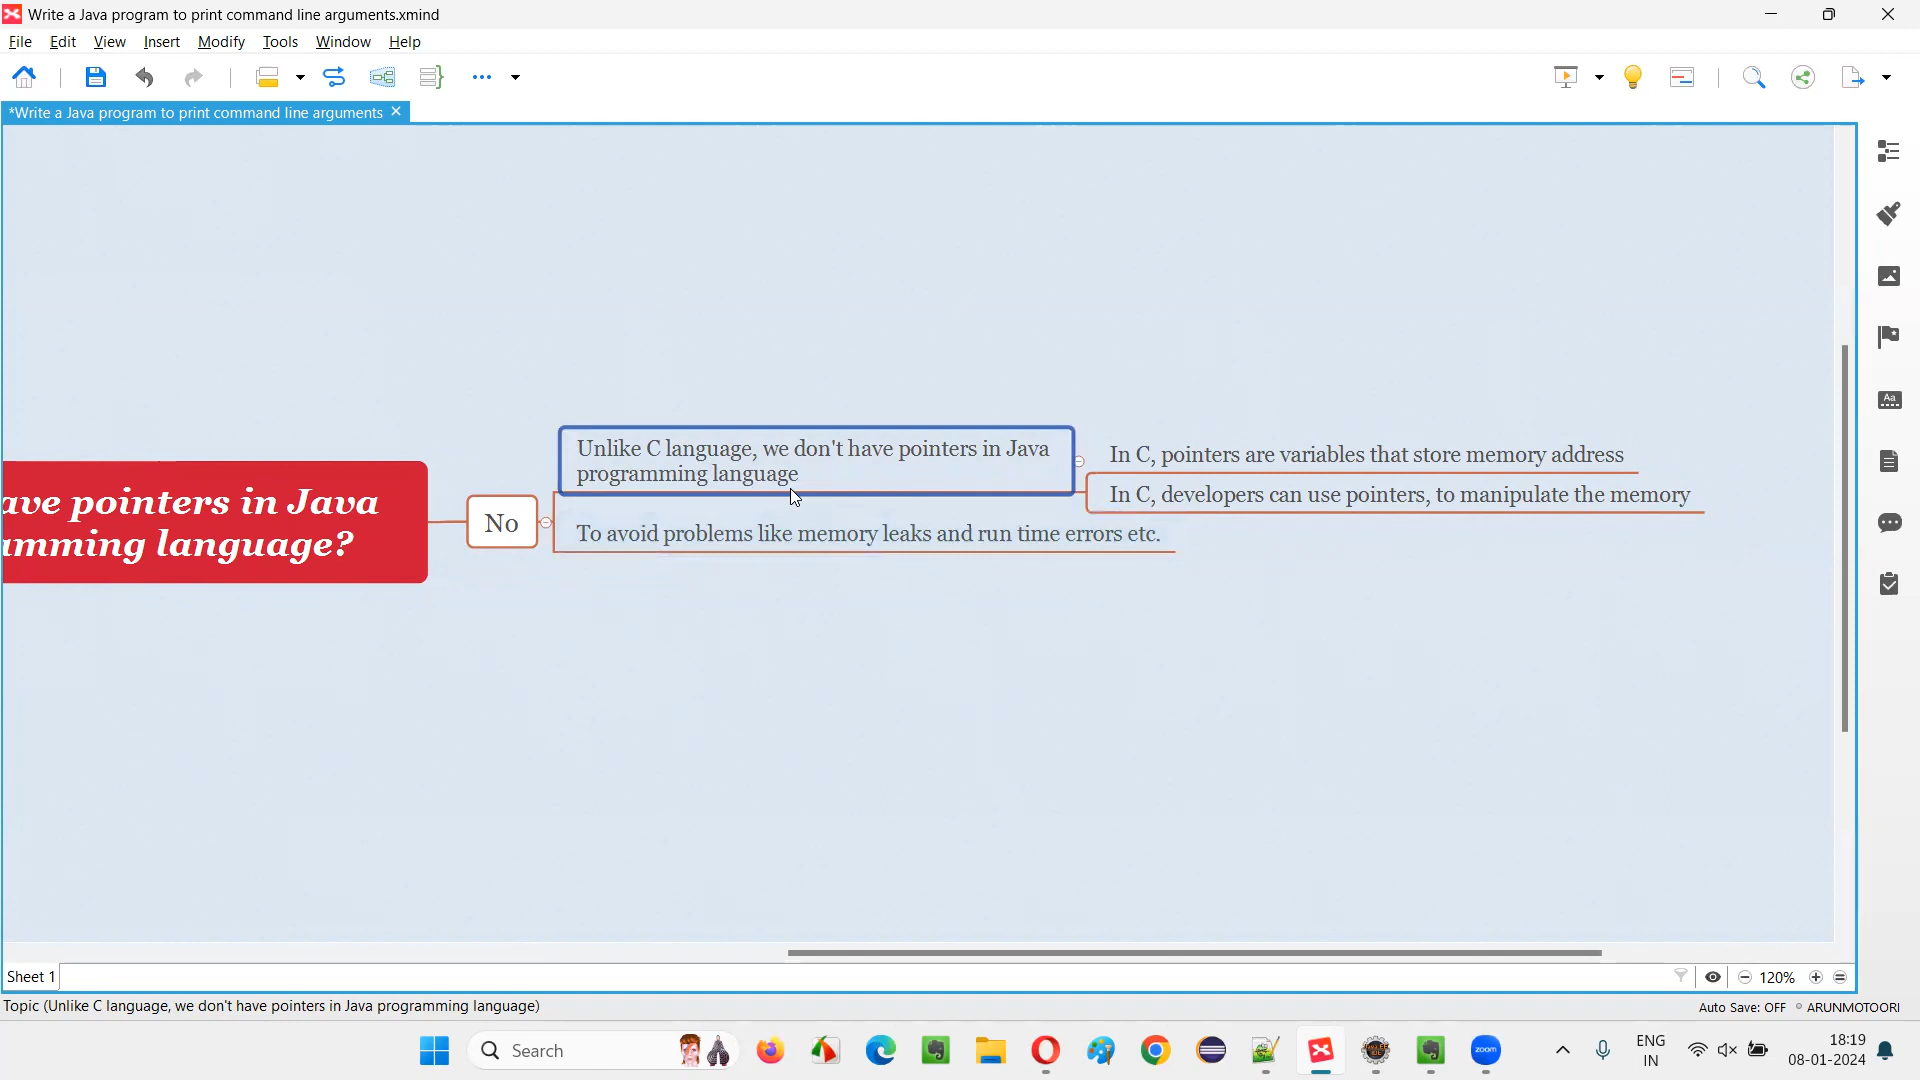 Write a Java program to print command line arguments.xmind
File Edit View Insert Modify Tools Window Help
*Write a Java program to print command line arguments
Unlike C language, we don't have pointers in Java
programming language
In C, pointers are variables that store memory address
In C, developers can use pointers, to manipulate the memory
ave pointers in Java
amming language?
No
To avoid problems like memory leaks and run time errors etc.
Aa
Sheet 1
120%
Topic (Unlike C language, we don't have pointers in Java programming language)
Auto Save: OFF
ARUNMOTOORI
Search
zoom
ENG
IN
18:19
08-01-2024